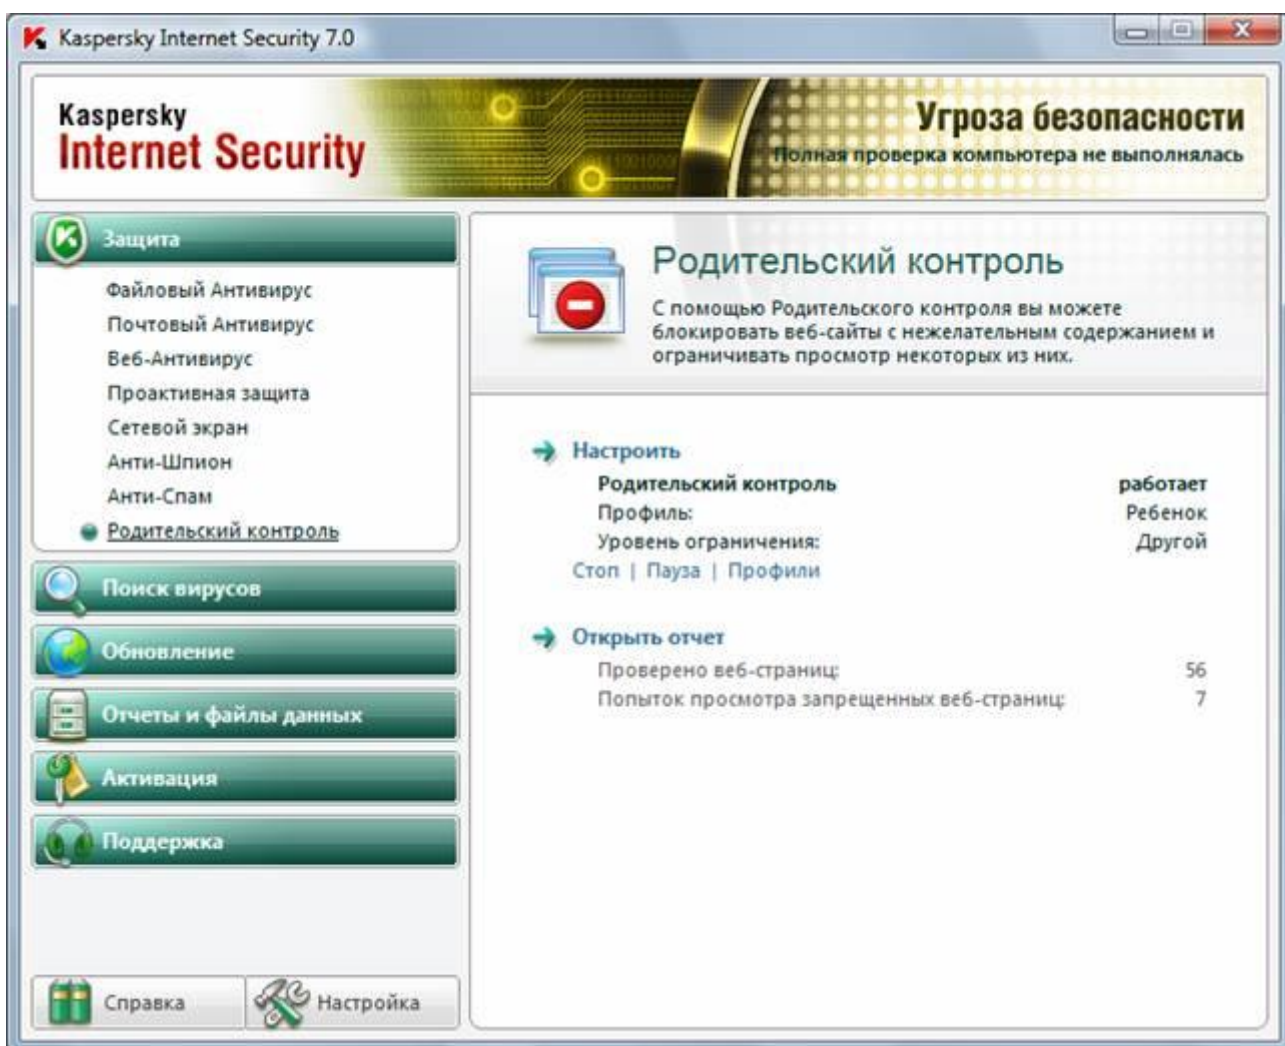 Kaspersky Internet Security 7.0
Kaspersky
Internet Security
Угроза безопасности
Полная проверка компьютера не выполнялась
Защита
Файловый Антивирус
Почтовый Антивирус
Веб-Антивирус
Проактивная защита
Сетевой экран
Анти-Шпион
Анти-Спам
Родительский контроль
Поиск вирусов
Обновление
Отчеты и файлы данных
Активация
Поддержка
Справка
Настройка
Родительский контроль
С помощью Родительского контроля вы можете
блокировать веб-сайты с нежелательным содержанием и
ограничивать просмотр некоторых из них.
Настроить
Родительский контроль работает
Профиль: Ребенок
Уровень ограничения: Другой
Стоп | Пауза | Профили
Открыть отчет
Проверено веб-страниц: 56
Попыток просмотра запрещенных веб-страниц: 7